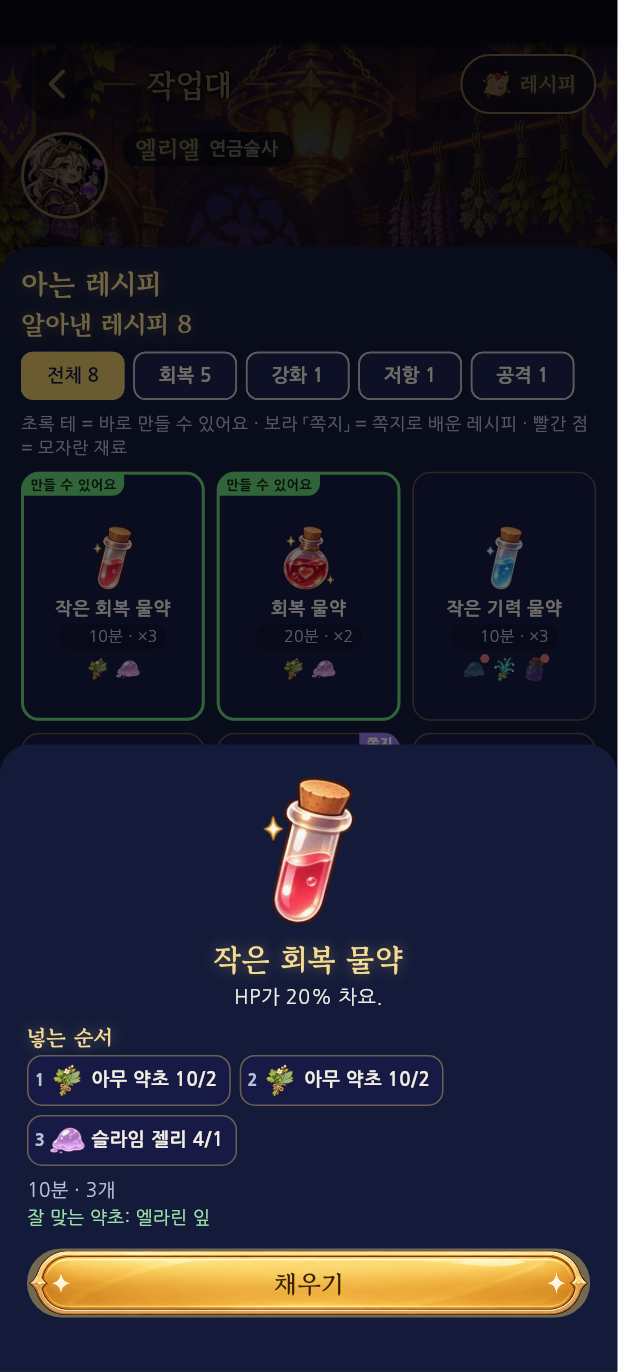 작업대
레시피
엘리엘 연금술사
아는 레시피
알아낸 레시피 8
전체 8
회복 5
강화 1
저항 1
공격 1
초록 테 = 바로 만들 수 있어요 · 보라 「쪽지」 = 쪽지로 배운 레시피 · 빨간 점
= 모자란 재료
만들 수 있어요
만들 수 있어요
작은 회복 물약
회복 물약
작은 기력 물약
10분 · ×3
20분 · ×2
10분 · ×3
쪽지
작은 회복 물약
HP가 20% 차요.
넣는 순서
1 아무 약초 10/2
2 아무 약초 10/2
3 슬라임 젤리 4/1
10분 · 3개
잘 맞는 약초: 엘라린 잎
채우기